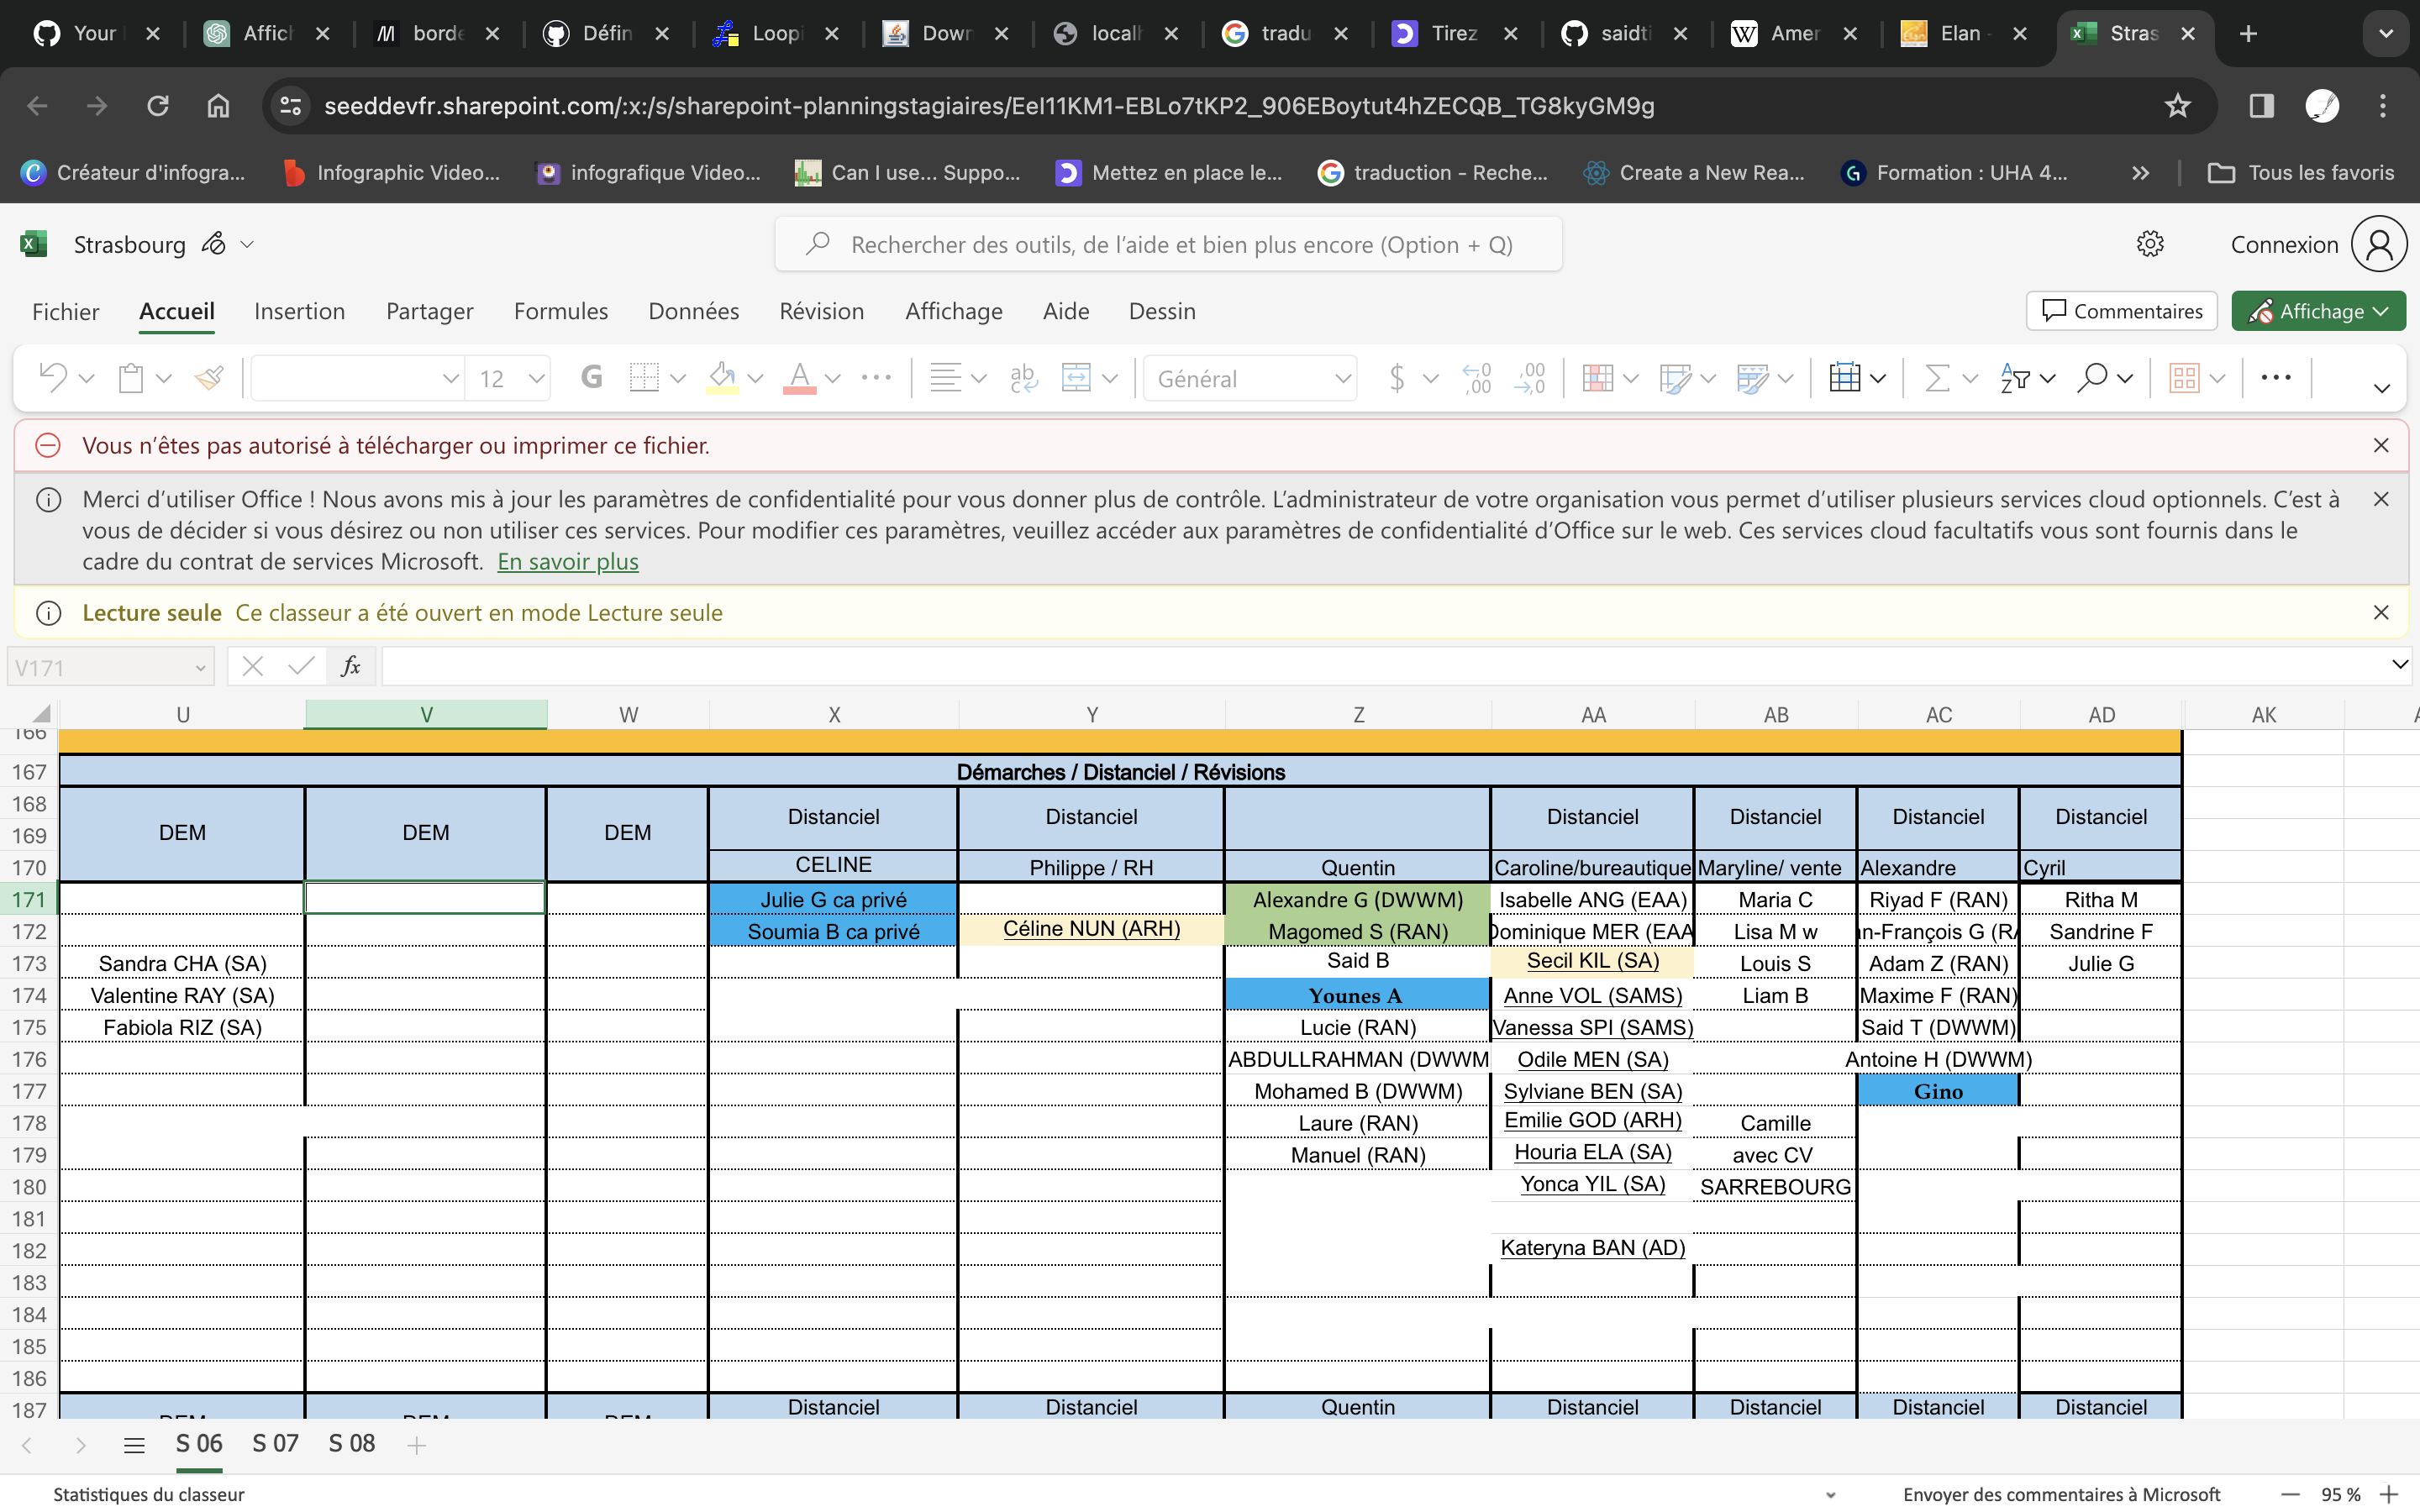 Your
Affich
borde
Défin
Loopi
Down
localh
tradu
Tirez
saidti
Amer
Elan -
Stras
seeddevfr.sharepoint.com/:x:/s/sharepoint-planningstagiaires/EeI11KM1-EBLo7tKP2_906EBoytut4hZECQB_TG8kyGM9g
Créateur d'infogra... Infographic Video... infografique Video... Can I use... Suppo... Mettez en place le... traduction - Reche... Create a New Rea... Formation : UHA 4... » Tous les favoris
Strasbourg
Rechercher des outils, de l'aide et bien plus encore (Option + Q)
Connexion
Fichier Accueil Insertion Partager Formules Données Révision Affichage Aide Dessin
Commentaires
Affichage
12 G Général
Vous n'êtes pas autorisé à télécharger ou imprimer ce fichier.
Merci d'utiliser Office ! Nous avons mis à jour les paramètres de confidentialité pour vous donner plus de contrôle. L'administrateur de votre organisation vous permet d'utiliser plusieurs services cloud optionnels. C'est à
vous de décider si vous désirez ou non utiliser ces services. Pour modifier ces paramètres, veuillez accéder aux paramètres de confidentialité d'Office sur le web. Ces services cloud facultatifs vous sont fournis dans le
cadre du contrat de services Microsoft. En savoir plus
Lecture seule Ce classeur a été ouvert en mode Lecture seule
V171 fx
U V W X Y Z AA AB AC AD AK
166
167 Démarches / Distanciel / Révisions
168 Distanciel Distanciel Distanciel Distanciel Distanciel Distanciel
169 DEM DEM DEM
170 CELINE Philippe / RH Quentin Caroline/bureautique Maryline/ vente Alexandre Cyril
171 Julie G ca privé Alexandre G (DWWM) Isabelle ANG (EAA) Maria C Riyad F (RAN) Ritha M
172 Soumia B ca privé Céline NUN (ARH) Magomed S (RAN) Dominique MER (EAA Lisa M w n-François G (RA Sandrine F
173 Sandra CHA (SA) Said B Secil KIL (SA) Louis S Adam Z (RAN) Julie G
174 Valentine RAY (SA) Younes A Anne VOL (SAMS) Liam B Maxime F (RAN)
175 Fabiola RIZ (SA) Lucie (RAN) Vanessa SPI (SAMS) Said T (DWWM)
176 ABDULLRAHMAN (DWWM Odile MEN (SA) Antoine H (DWWM)
177 Mohamed B (DWWM) Sylviane BEN (SA) Gino
178 Laure (RAN) Emilie GOD (ARH) Camille
179 Manuel (RAN) Houria ELA (SA) avec CV
180 Yonca YIL (SA) SARREBOURG
181
182 Kateryna BAN (AD)
183
184
185
186
187 DEM DEM DEM Distanciel Distanciel Quentin Distanciel Distanciel Distanciel Distanciel
S 06 S 07 S 08
Statistiques du classeur
Envoyer des commentaires à Microsoft
95 %